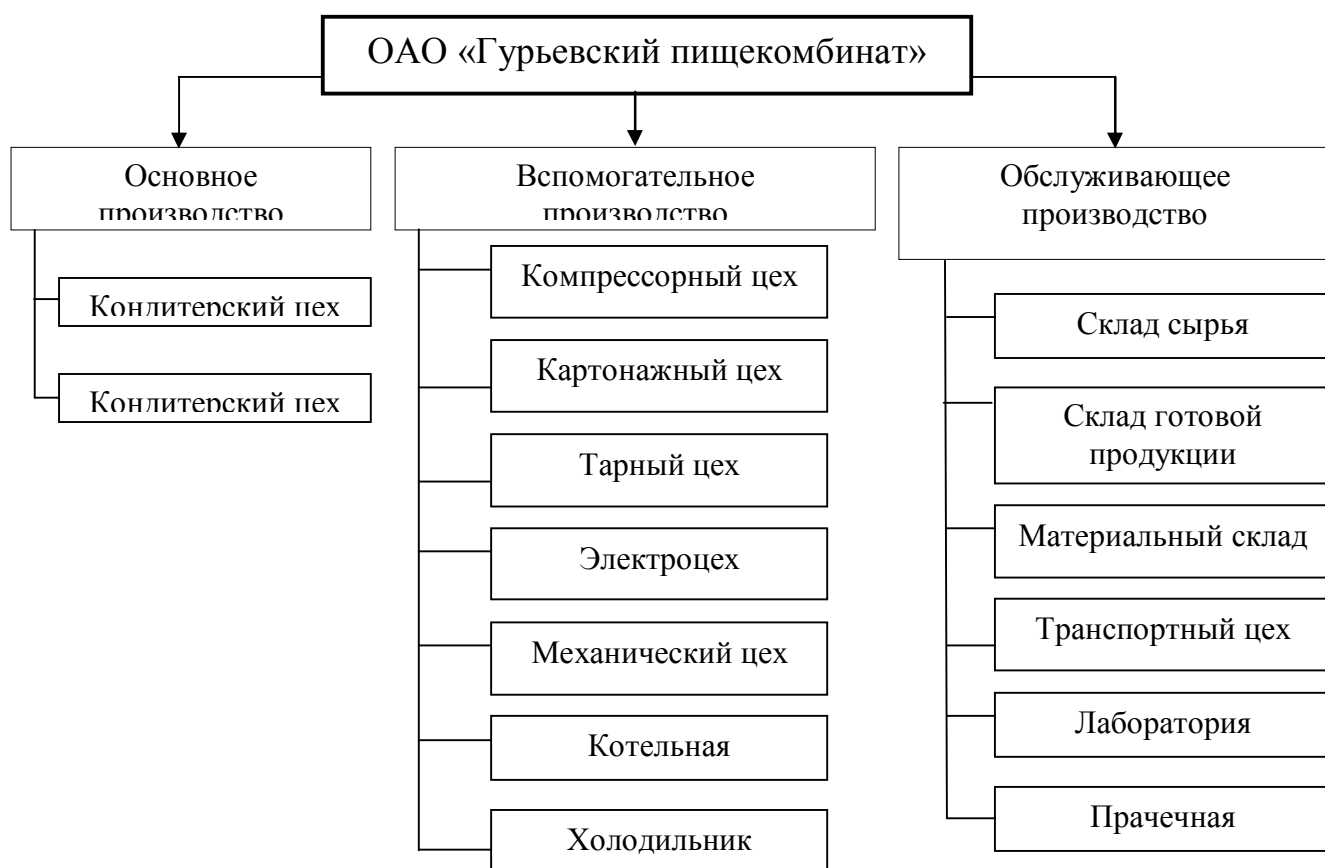 ОАО «Гурьевский пищекомбинат»
Основное
производство
Вспомогательное
производство
Обслуживающее
производство
Кондитерский цех
Кондитерский цех
Компрессорный цех
Картонажный цех
Тарный цех
Электроцех
Механический цех
Котельная
Холодильник
Склад сырья
Склад готовой
продукции
Материальный склад
Транспортный цех
Лаборатория
Прачечная